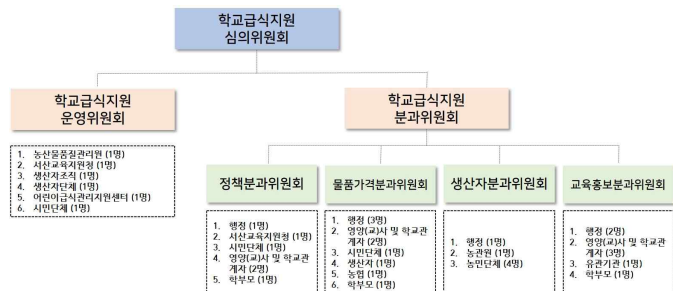 학교급식지원
심의위원회
학교급식지원
운영위원회
학교급식지원
분과위원회
1. 농산물품질관리원 (1명)
2. 서산교육지원청 (1명)
3. 생산자조직 (1명)
4. 생산자단체 (1명)
5. 어린이급식관리지원센터 (1명)
6. 시민단체 (1명)
정책분과위원회
물품가격분과위원회
생산자분과위원회
교육홍보분과위원회
1. 행정 (1명)
2. 서산교육지원청 (1명)
3. 시민단체 (1명)
4. 영양(교)사 및 학교관
계자 (2명)
5. 학부모 (1명)
1. 행정 (3명)
2. 영양(교)사 및 학교관
계자 (2명)
3. 시민단체 (1명)
4. 생산자 (1명)
5. 농협 (1명)
6. 학부모 (1명)
1. 행정 (1명)
2. 농관원 (1명)
3. 농민단체 (4명)
1. 행정 (2명)
2. 영양(교)사 및 학교관
계자 (3명)
3. 유관기관 (1명)
4. 학부모 (1명)